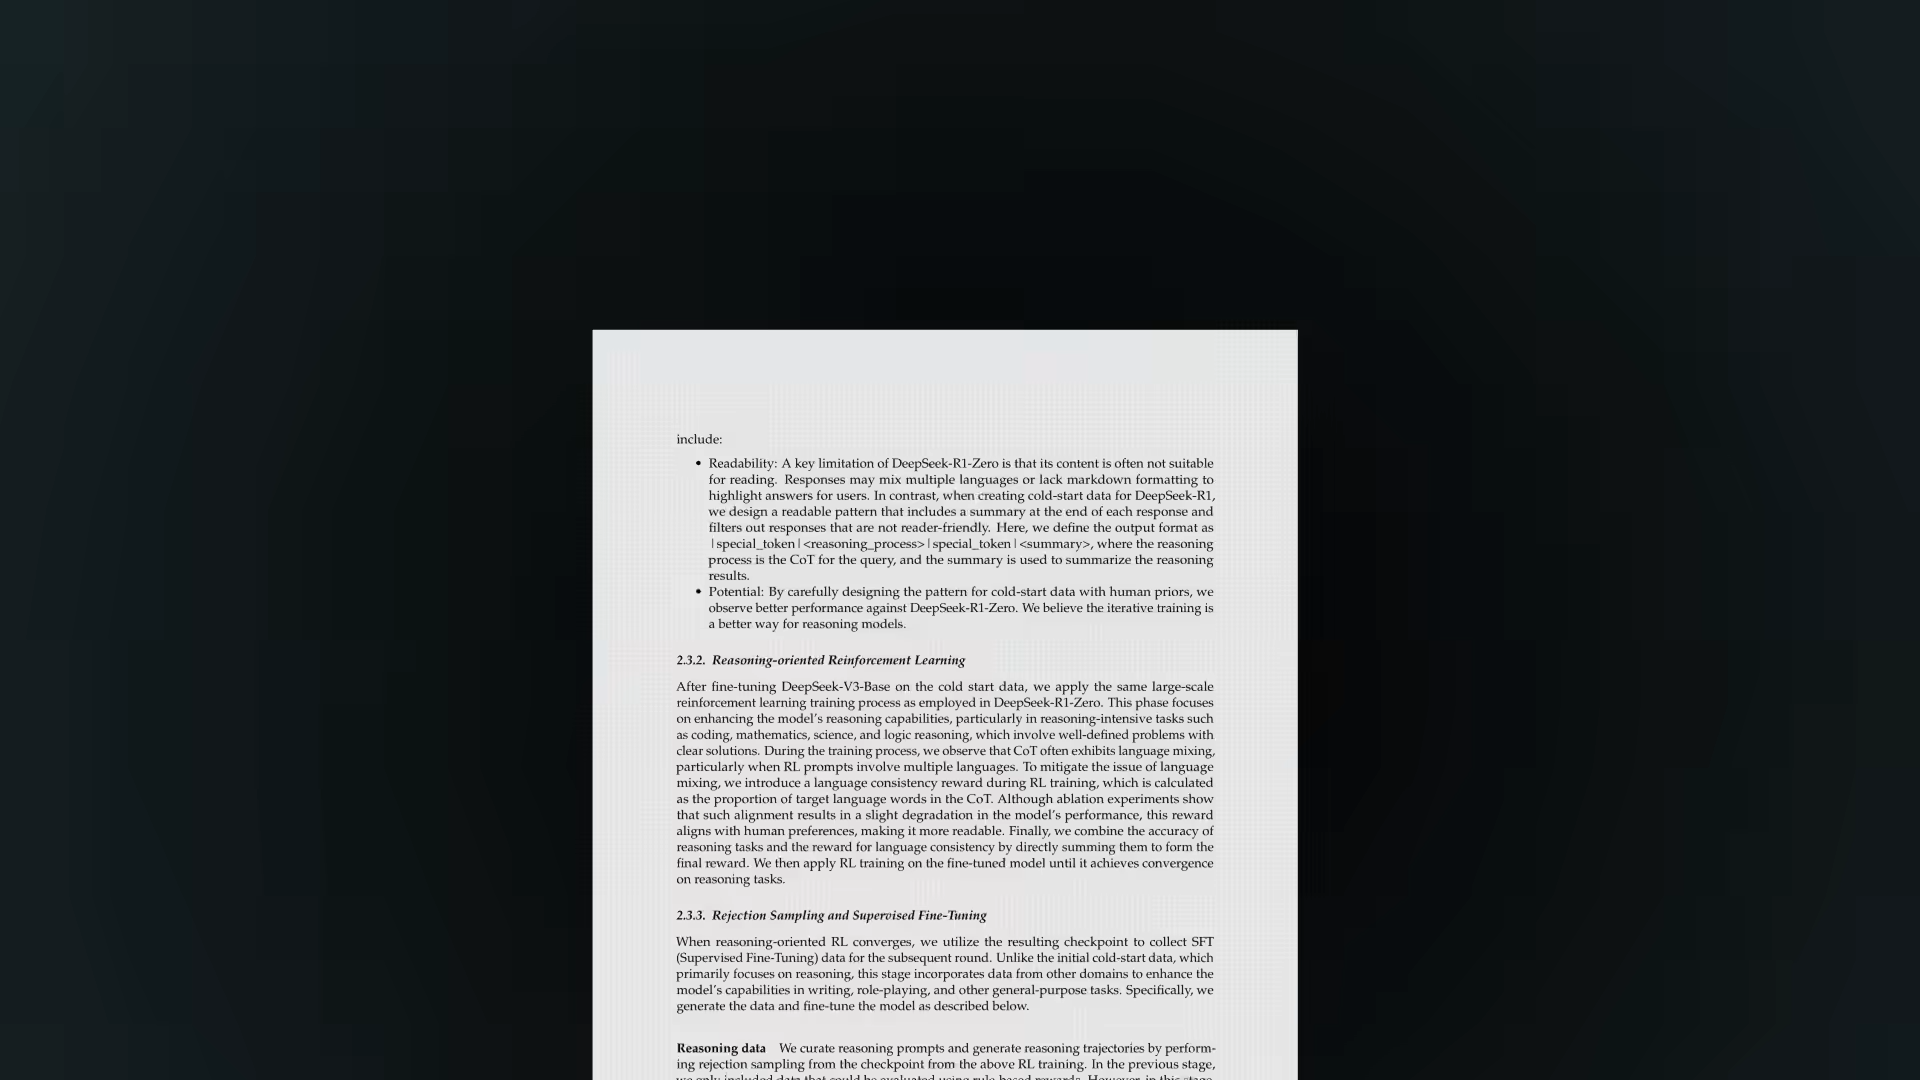 include:
• Readability: A key limitation of DeepSeek-R1-Zero is that its content is often not suitable
for reading. Responses may mix multiple languages or lack markdown formatting to
highlight answers for users. In contrast, when creating cold-start data for DeepSeek-R1,
we design a readable pattern that includes a summary at the end of each response and
filters out responses that are not reader-friendly. Here, we define the output format as
|special_token|<reasoning_process>|special_token|<summary>, where the reasoning
process is the CoT for the query, and the summary is used to summarize the reasoning
results.
• Potential: By carefully designing the pattern for cold-start data with human priors, we
observe better performance against DeepSeek-R1-Zero. We believe the iterative training is
a better way for reasoning models.
2.3.2. Reasoning-oriented Reinforcement Learning
After fine-tuning DeepSeek-V3-Base on the cold start data, we apply the same large-scale
reinforcement learning training process as employed in DeepSeek-R1-Zero. This phase focuses
on enhancing the model's reasoning capabilities, particularly in reasoning-intensive tasks such
as coding, mathematics, science, and logic reasoning, which involve well-defined problems with
clear solutions. During the training process, we observe that CoT often exhibits language mixing,
particularly when RL prompts involve multiple languages. To mitigate the issue of language
mixing, we introduce a language consistency reward during RL training, which is calculated
as the proportion of target language words in the CoT. Although ablation experiments show
that such alignment results in a slight degradation in the model's performance, this reward
aligns with human preferences, making it more readable. Finally, we combine the accuracy of
reasoning tasks and the reward for language consistency by directly summing them to form the
final reward. We then apply RL training on the fine-tuned model until it achieves convergence
on reasoning tasks.
2.3.3. Rejection Sampling and Supervised Fine-Tuning
When reasoning-oriented RL converges, we utilize the resulting checkpoint to collect SFT
(Supervised Fine-Tuning) data for the subsequent round. Unlike the initial cold-start data, which
primarily focuses on reasoning, this stage incorporates data from other domains to enhance the
model's capabilities in writing, role-playing, and other general-purpose tasks. Specifically, we
generate the data and fine-tune the model as described below.
Reasoning data We curate reasoning prompts and generate reasoning trajectories by perform-
ing rejection sampling from the checkpoint from the above RL training. In the previous stage,
we only included data that could be evaluated using rule-based rewards. However, in this stage,